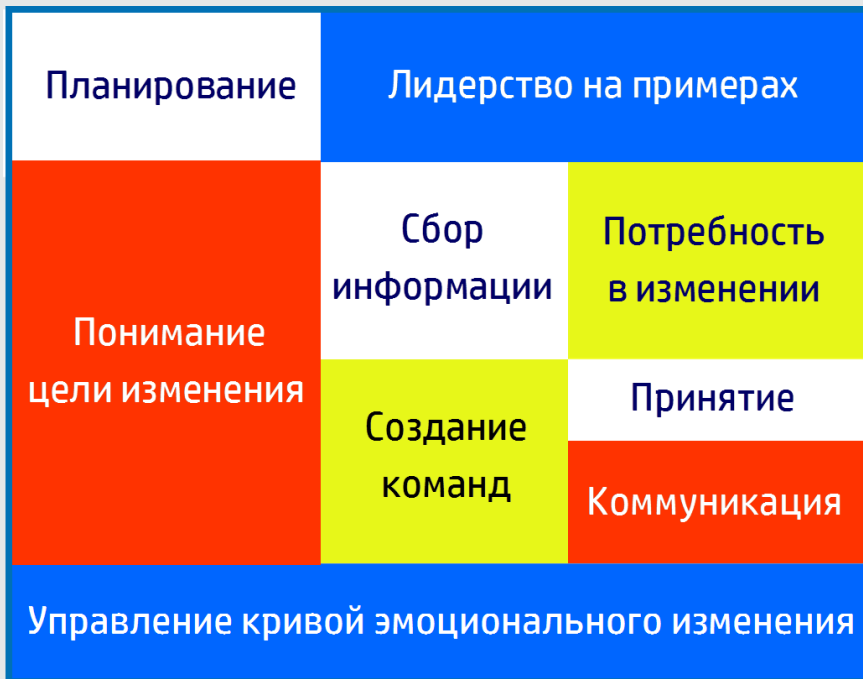 Планирование
Лидерство на примерах
Понимание
цели изменения
Сбор
информации
Потребность
в изменении
Создание
команд
Принятие
Коммуникация
Управление кривой эмоционального изменения